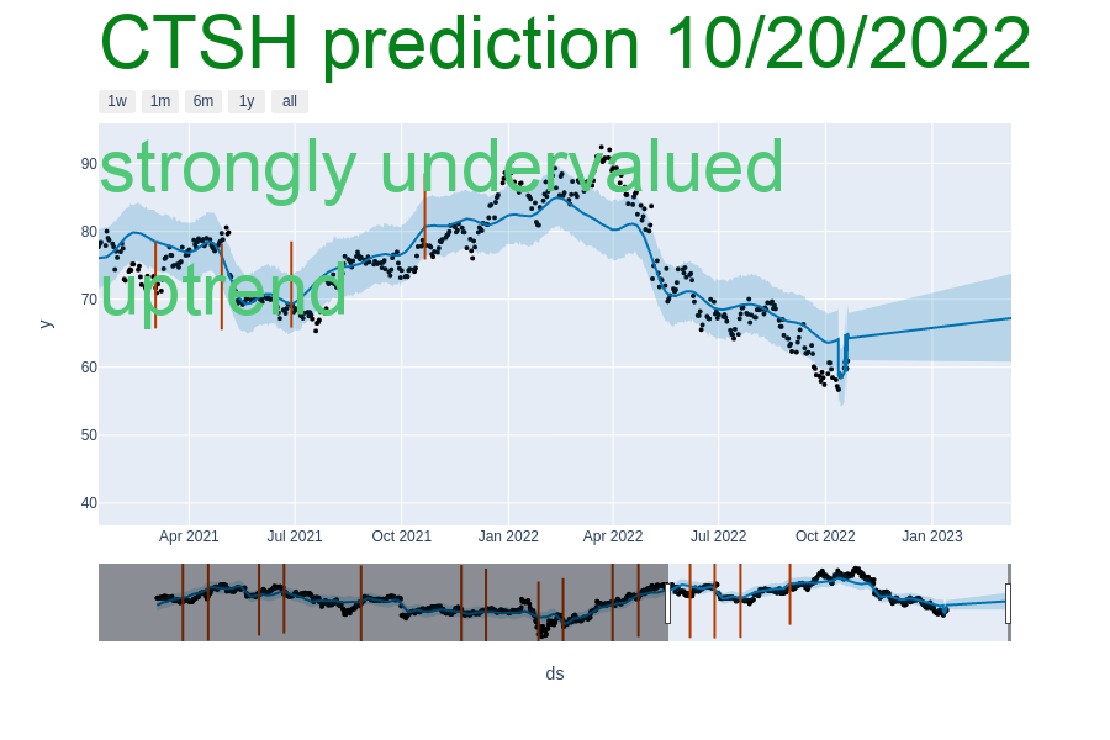 CTSH prediction 10/20/2022
1w 1m 6m 1y all
strongly undervalued
uptrend
90
80
70
60
50
40
y
Apr 2021 Jul 2021 Oct 2021 Jan 2022 Apr 2022 Jul 2022 Oct 2022 Jan 2023
ds